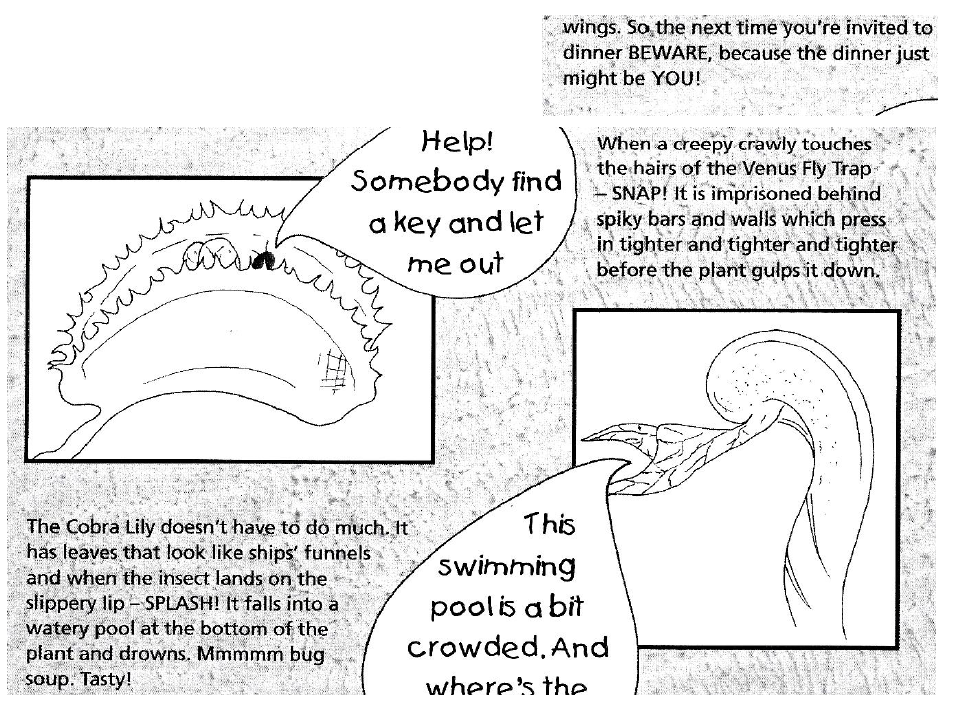 wings. So the next time you're invited to
dinner BEWARE, because the dinner just
might be YOU!
Help!
Somebody find
a key and let
me out
When a creepy crawly touches
the hairs of the Venus Fly Trap
– SNAP! It is imprisoned behind
spiky bars and walls which press
in tighter and tighter and tighter
before the plant gulps it down.
The Cobra Lily doesn't have to do much. It
has leaves that look like ships' funnels
and when the insect lands on the
slippery lip – SPLASH! It falls into a
watery pool at the bottom of the
plant and drowns. Mmmmm bug
soup. Tasty!
This
swimming
pool is a bit
crowded. And
where's the